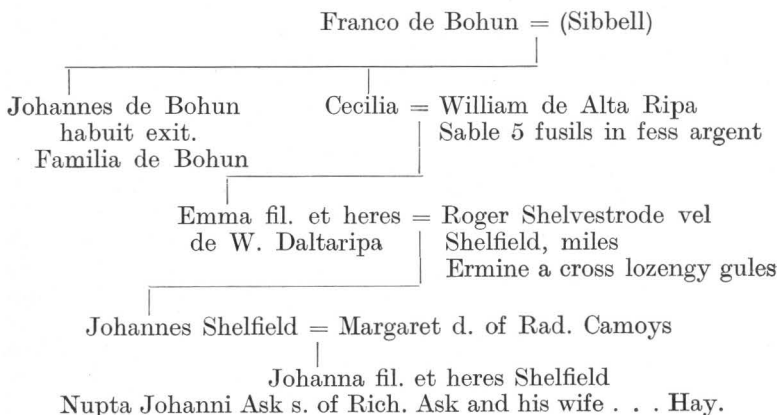 Franco de Bohun = (Sibbell)
Johannes de Bohun Cecilia = William de Alta Ripa
habuit exit. Sable 5 fusils in fess argent
Familia de Bohun
Emma fil. et heres = Roger Shelvestrode vel
de W. Daltaripa Shelfield, miles
Ermine a cross lozengy gules
Johannes Shelfield = Margaret d. of Rad. Camoys
Johanna fil. et heres Shelfield
Nupta Johanni Ask s. of Rich. Ask and his wife . . . Hay.